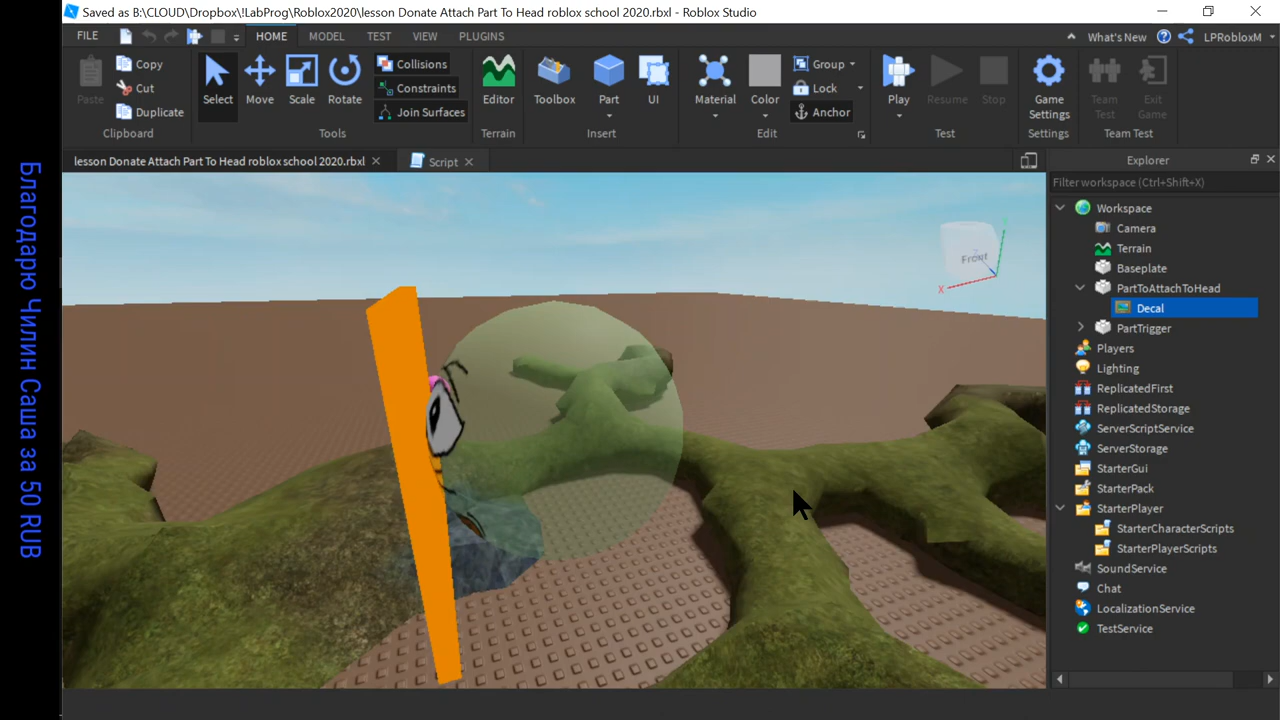 Saved as B:\CLOUD\Dropbox\!LabProg\Roblox2020\lesson Donate Attach Part To Head roblox school 2020.rbxl - Roblox Studio
FILE
HOME
MODEL
TEST
VIEW
PLUGINS
What's New
LPRobloxM
Paste
Copy
Cut
Duplicate
Clipboard
Select
Move
Scale
Rotate
Collisions
Constraints
Join Surfaces
Tools
Editor
Terrain
Toolbox
Part
UI
Insert
Material
Color
Group
Lock
Anchor
Edit
Play
Resume
Stop
Test
Game Settings
Settings
Team Test
Exit Game
Team Test
lesson Donate Attach Part To Head roblox school 2020.rbxl
Script
Explorer
Filter workspace (Ctrl+Shift+X)
Workspace
Camera
Terrain
Baseplate
PartToAttachToHead
Decal
PartTrigger
Players
Lighting
ReplicatedFirst
ReplicatedStorage
ServerScriptService
ServerStorage
StarterGui
StarterPack
StarterPlayer
StarterCharacterScripts
StarterPlayerScripts
SoundService
Chat
LocalizationService
TestService
Front
X
Благодарю Чилин Саша за 50 RUB